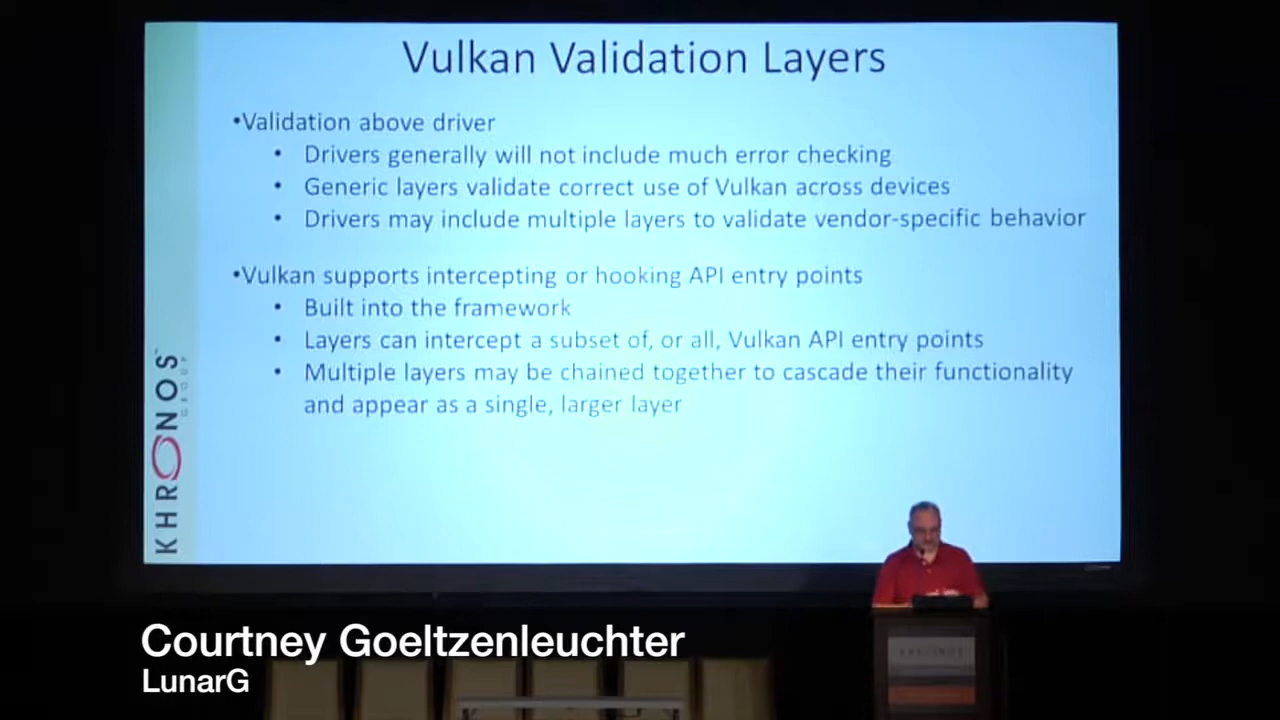 Vulkan Validation Layers
•Validation above driver
• Drivers generally will not include much error checking
• Generic layers validate correct use of Vulkan across devices
• Drivers may include multiple layers to validate vendor-specific behavior
•Vulkan supports intercepting or hooking API entry points
• Built into the framework
• Layers can intercept a subset of, or all, Vulkan API entry points
• Multiple layers may be chained together to cascade their functionality
and appear as a single, larger layer
KHRONOS
GROUP
Courtney Goeltzenleuchter
LunarG